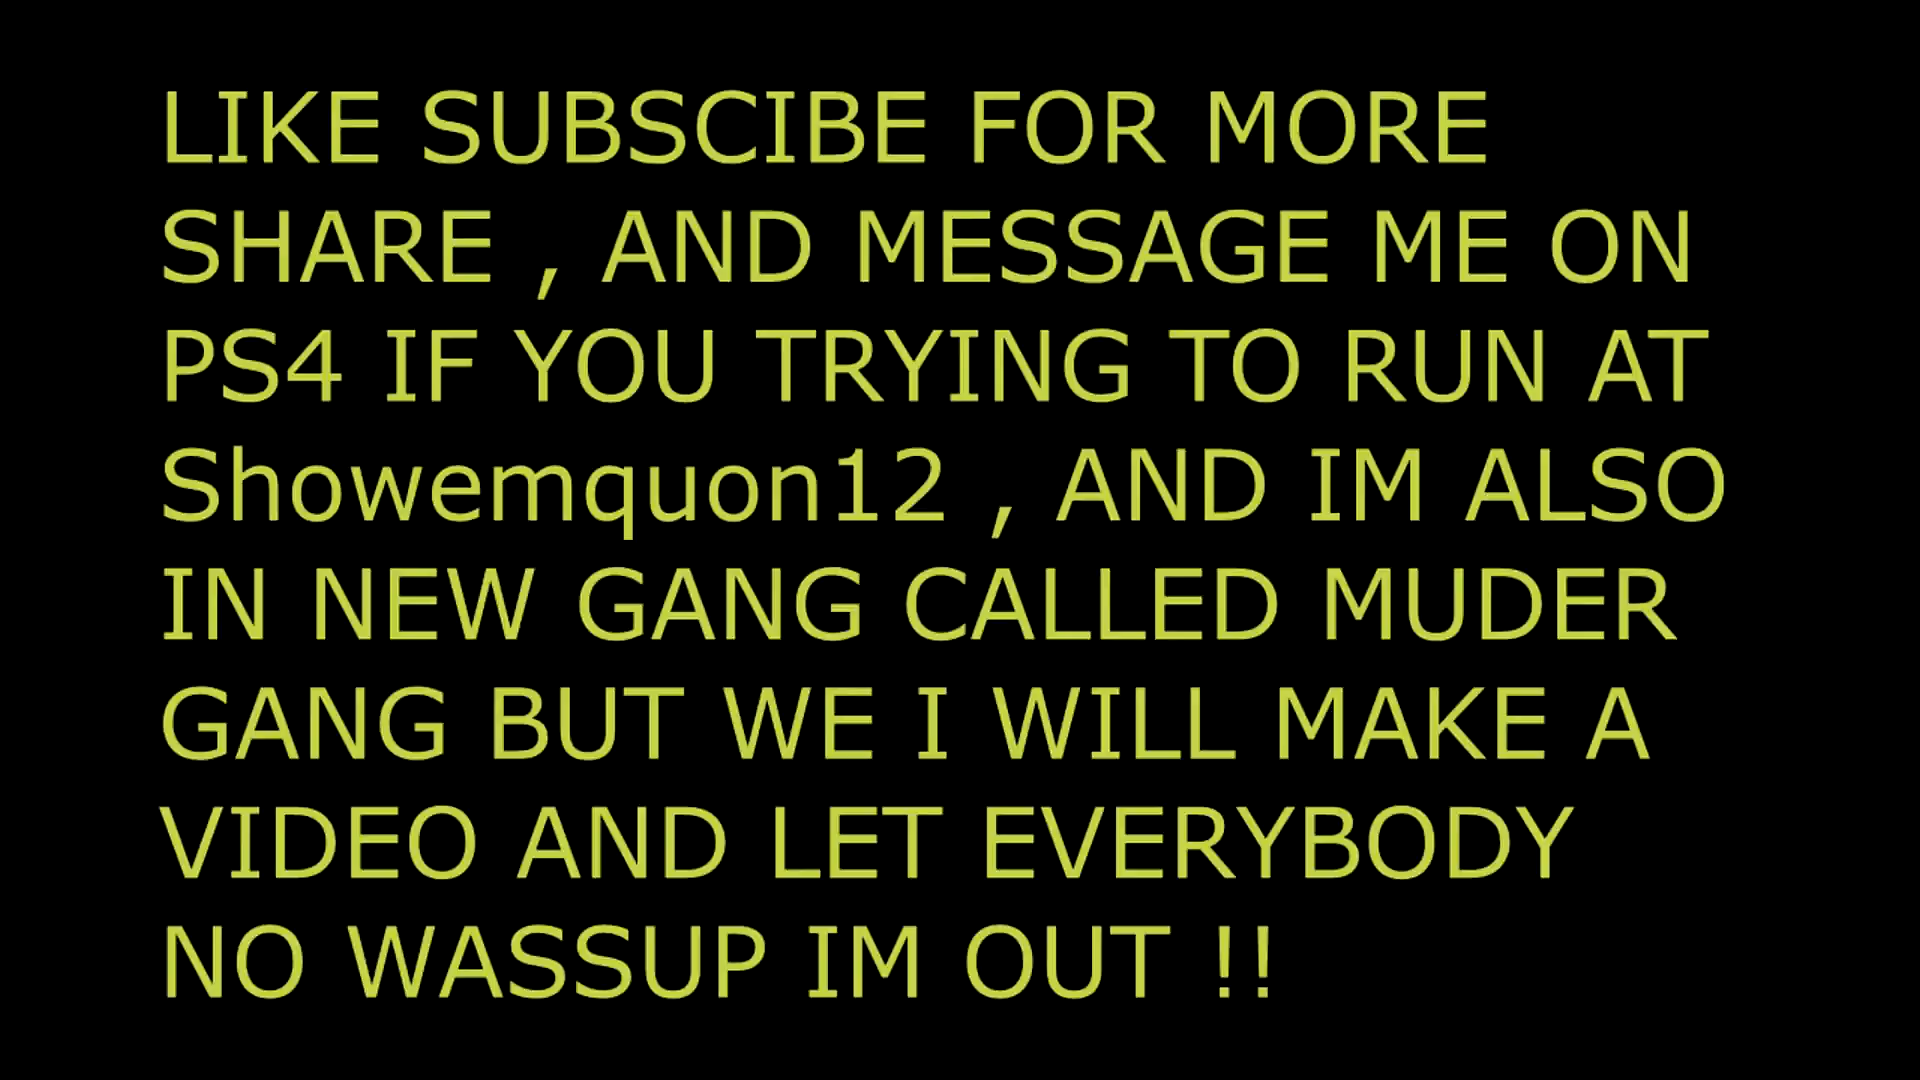 LIKE SUBSCIBE FOR MORE
SHARE , AND MESSAGE ME ON
PS4 IF YOU TRYING TO RUN AT
Showemquon12 , AND IM ALSO
IN NEW GANG CALLED MUDER
GANG BUT WE I WILL MAKE A
VIDEO AND LET EVERYBODY
NO WASSUP IM OUT !!